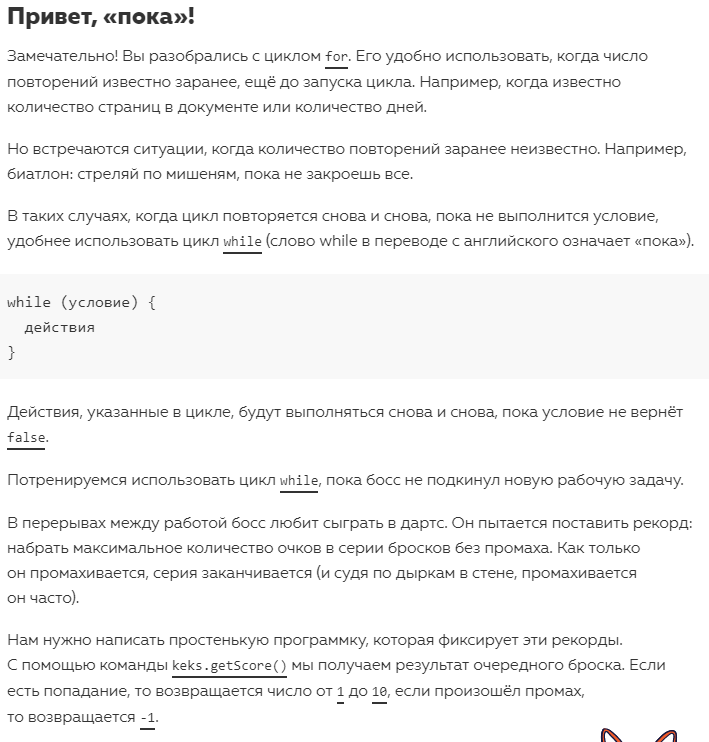 Привет, «пока»!
Замечательно! Вы разобрались с циклом for. Его удобно использовать, когда число
повторений известно заранее, ещё до запуска цикла. Например, когда известно
количество страниц в документе или количество дней.
Но встречаются ситуации, когда количество повторений заранее неизвестно. Например,
биатлон: стреляй по мишеням, пока не закроешь все.
В таких случаях, когда цикл повторяется снова и снова, пока не выполнится условие,
удобнее использовать цикл while (слово while в переводе с английского означает «пока»).
while (условие) {
  действия
}
Действия, указанные в цикле, будут выполняться снова и снова, пока условие не вернёт
false.
Потренируемся использовать цикл while, пока босс не подкинул новую рабочую задачу.
В перерывах между работой босс любит сыграть в дартс. Он пытается поставить рекорд:
набрать максимальное количество очков в серии бросков без промаха. Как только
он промахивается, серия заканчивается (и судя по дыркам в стене, промахивается
он часто).
Нам нужно написать простенькую программку, которая фиксирует эти рекорды.
С помощью команды keks.getScore() мы получаем результат очередного броска. Если
есть попадание, то возвращается число от 1 до 10, если произошёл промах,
то возвращается -1.